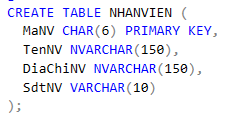 CREATE TABLE NHANVIEN (
MaNV CHAR(6) PRIMARY KEY,
TenNV NVARCHAR(150),
DiaChiNV NVARCHAR(150),
SdtNV VARCHAR(10)
);